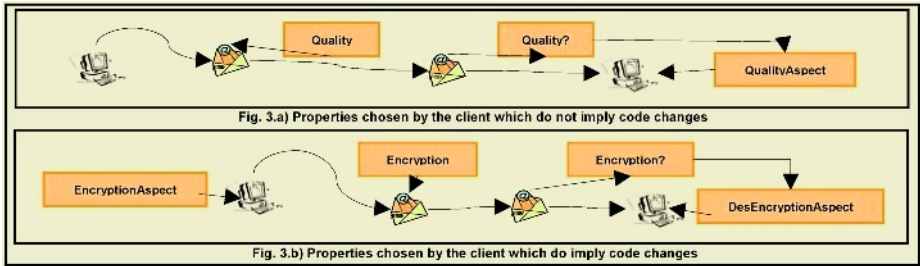 Quality
Quality?
QualityAspect
Fig. 3.a) Properties chosen by the client which do not imply code changes
Encryption
Encryption?
EncryptionAspect
DesEncryptionAspect
Fig. 3.b) Properties chosen by the client which do imply code changes